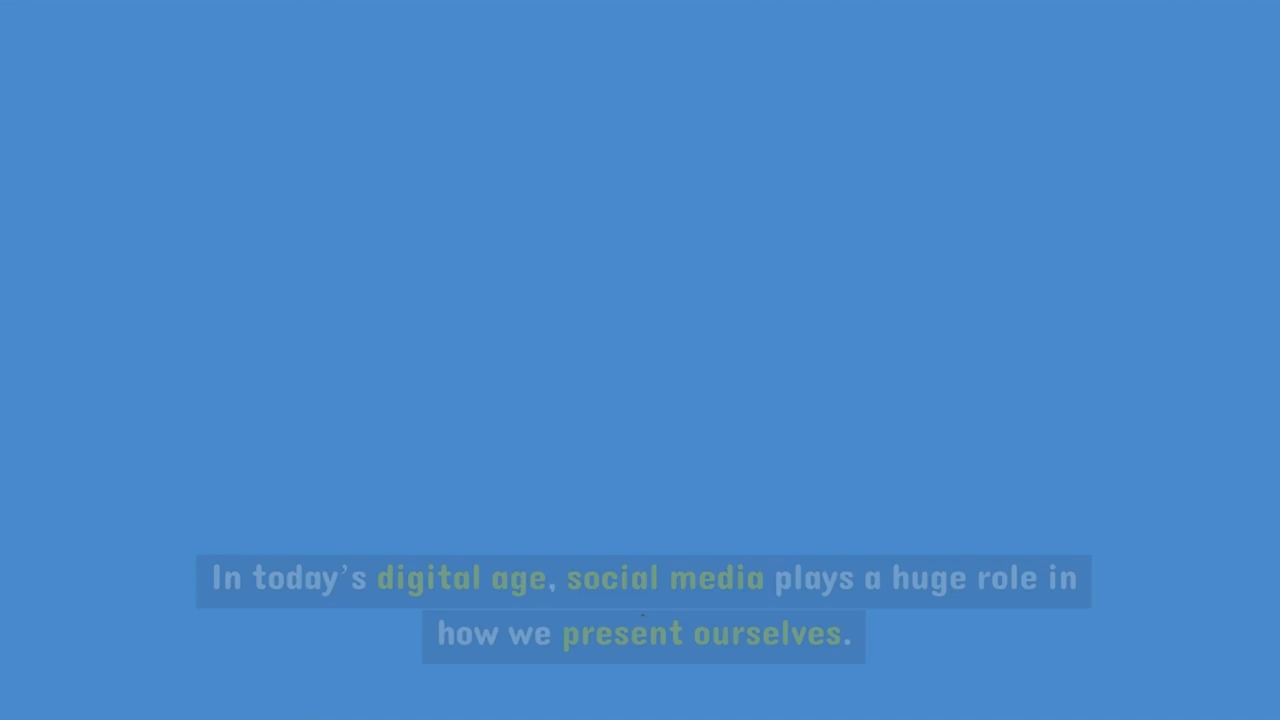 In today’s digital age, social media plays a huge role in
how we present ourselves.